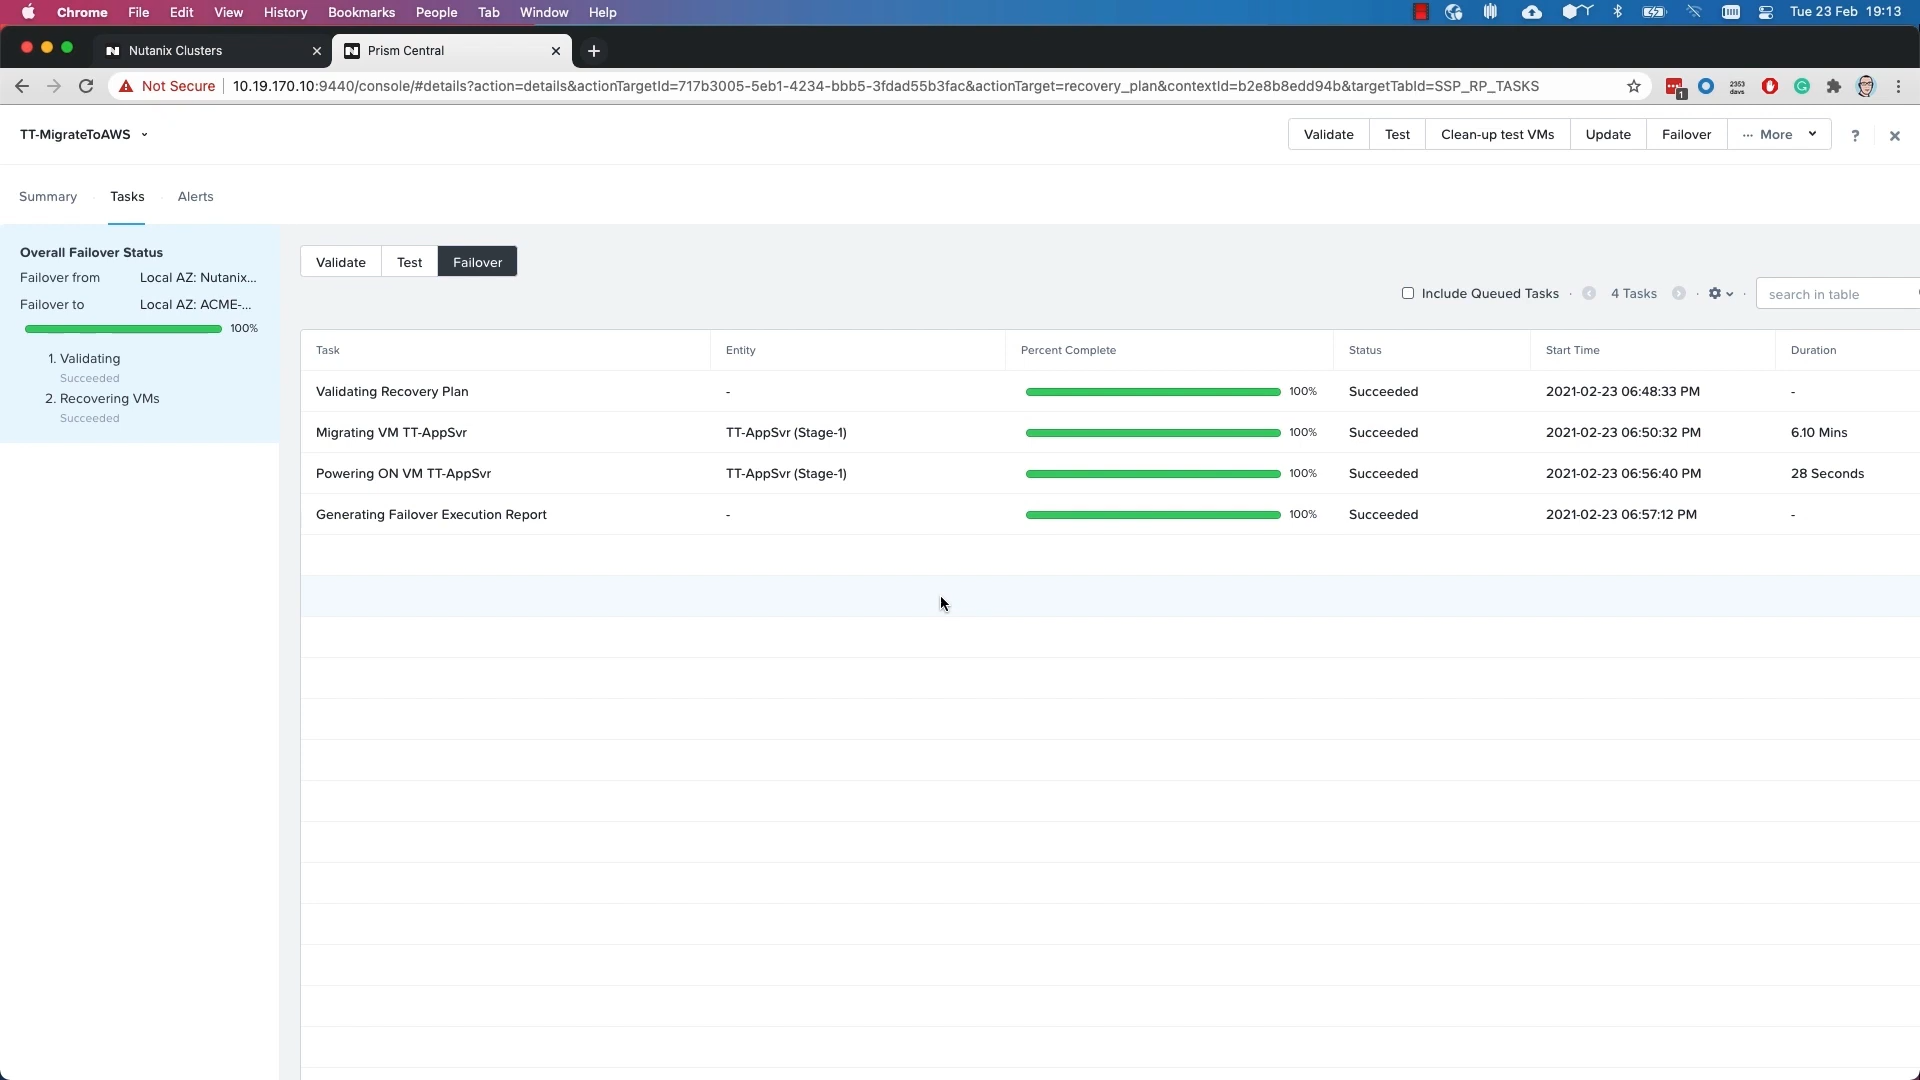 Chrome File Edit View History Bookmarks People Tab Window Help Tue 23 Feb 19:13
Nutanix Clusters Prism Central
Not Secure 10.19.170.10:9440/console/#details?action=details&actionTargetId=717b3005-5eb1-4234-bbb5-3fdad55b3fac&actionTarget=recovery_plan&contextId=b2e8b8edd94b&targetTabId=SSP_RP_TASKS
TT-MigrateToAWS Validate Test Clean-up test VMs Update Failover ··· More ?
Summary Tasks Alerts
Overall Failover Status
Failover from Local AZ: Nutanix...
Failover to Local AZ: ACME-...
100%
1. Validating
Succeeded
2. Recovering VMs
Succeeded
Validate Test Failover
Include Queued Tasks · 4 Tasks · · search in table
Task Entity Percent Complete Status Start Time Duration
Validating Recovery Plan - 100% Succeeded 2021-02-23 06:48:33 PM -
Migrating VM TT-AppSvr TT-AppSvr (Stage-1) 100% Succeeded 2021-02-23 06:50:32 PM 6.10 Mins
Powering ON VM TT-AppSvr TT-AppSvr (Stage-1) 100% Succeeded 2021-02-23 06:56:40 PM 28 Seconds
Generating Failover Execution Report - 100% Succeeded 2021-02-23 06:57:12 PM -